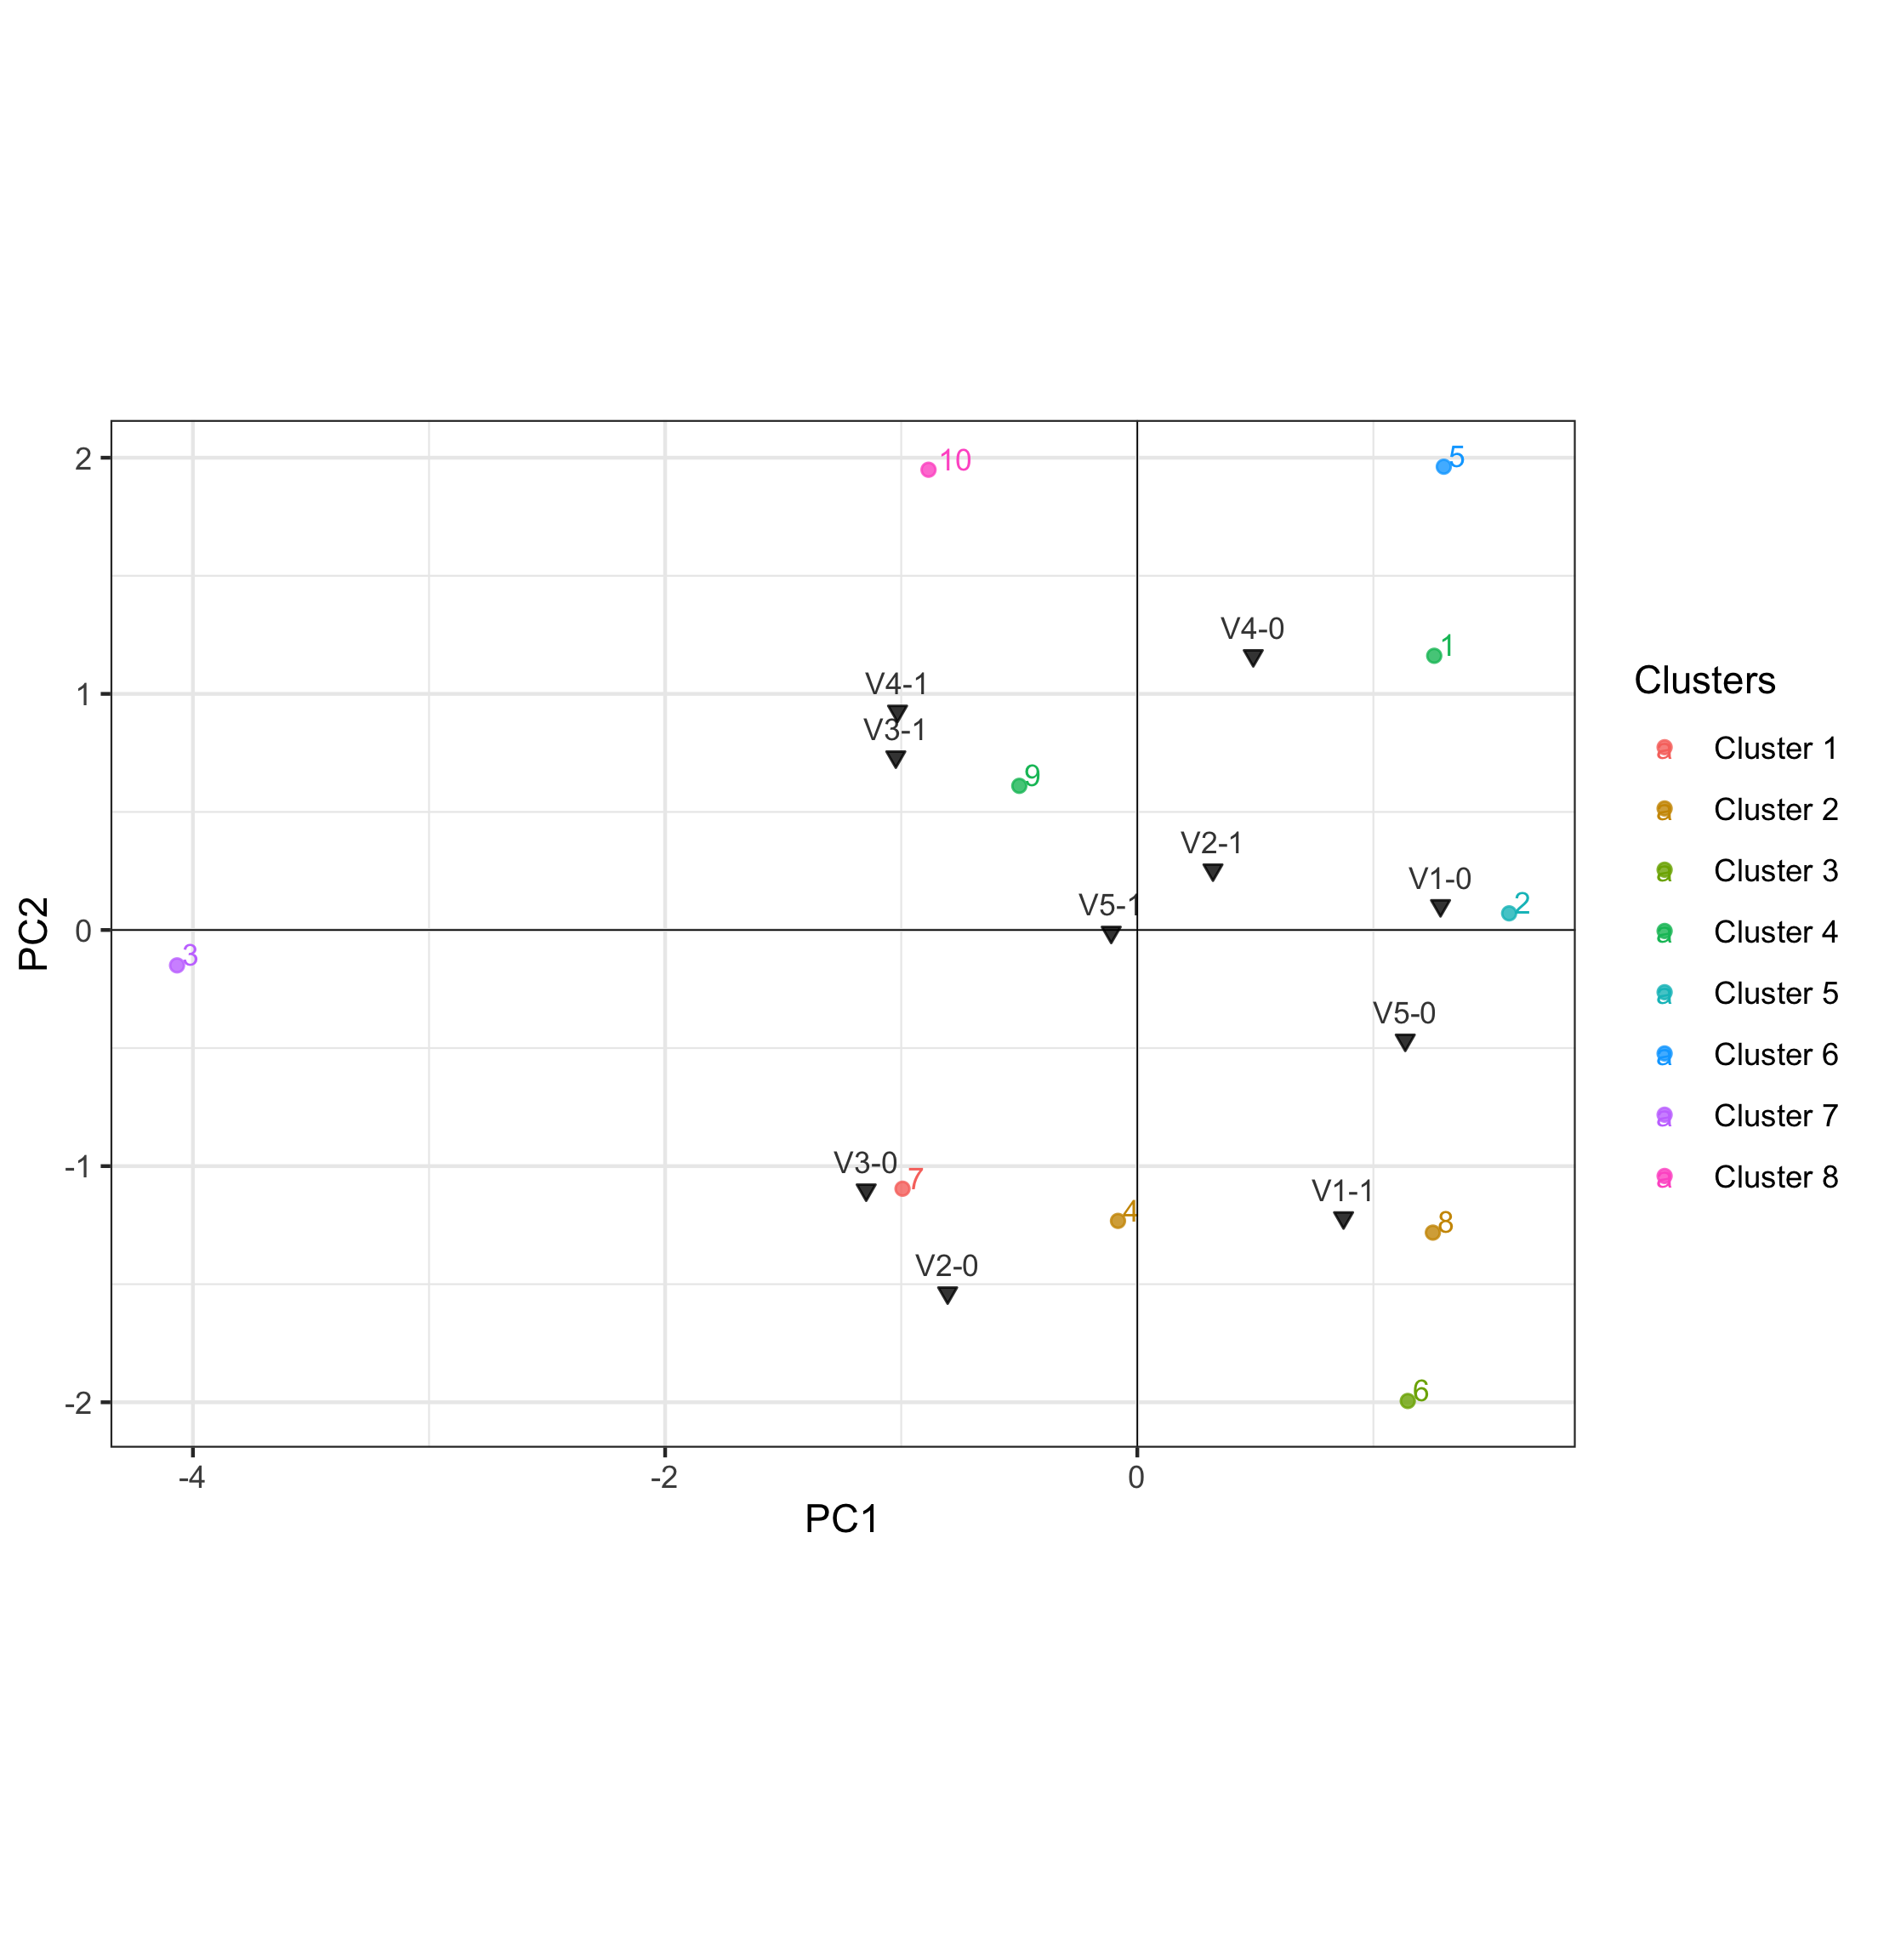 10
5
2
V4-0
1
V4-1
1
V3-1
9
V2-1
V1-0
V5-1
2
0
3
V5-0
V3-0
7
-1
V1-1
4
8
V2-0
6
-2
-4
-2
0
PC1
PC2
Clusters
a Cluster 1
a Cluster 2
a Cluster 3
a Cluster 4
a Cluster 5
a Cluster 6
a Cluster 7
a Cluster 8